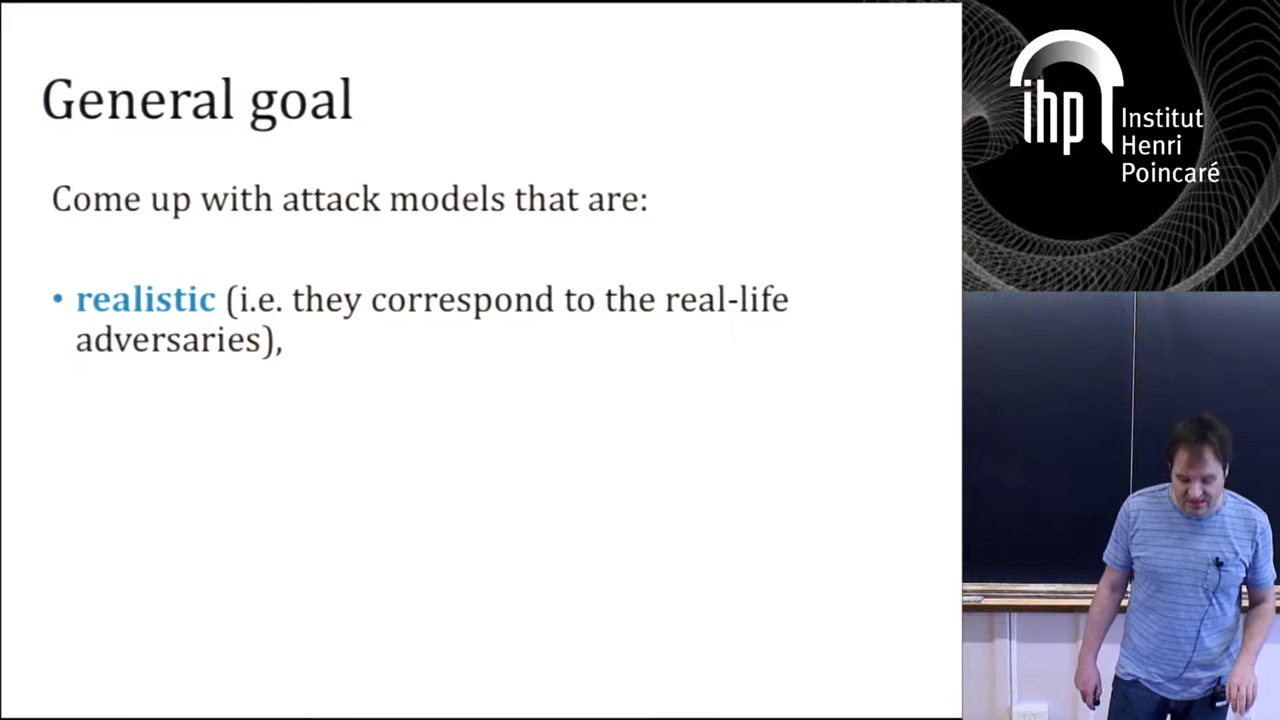 General goal
Come up with attack models that are:
• realistic (i.e. they correspond to the real-life
adversaries),
ihp
Institut
Henri
Poincaré